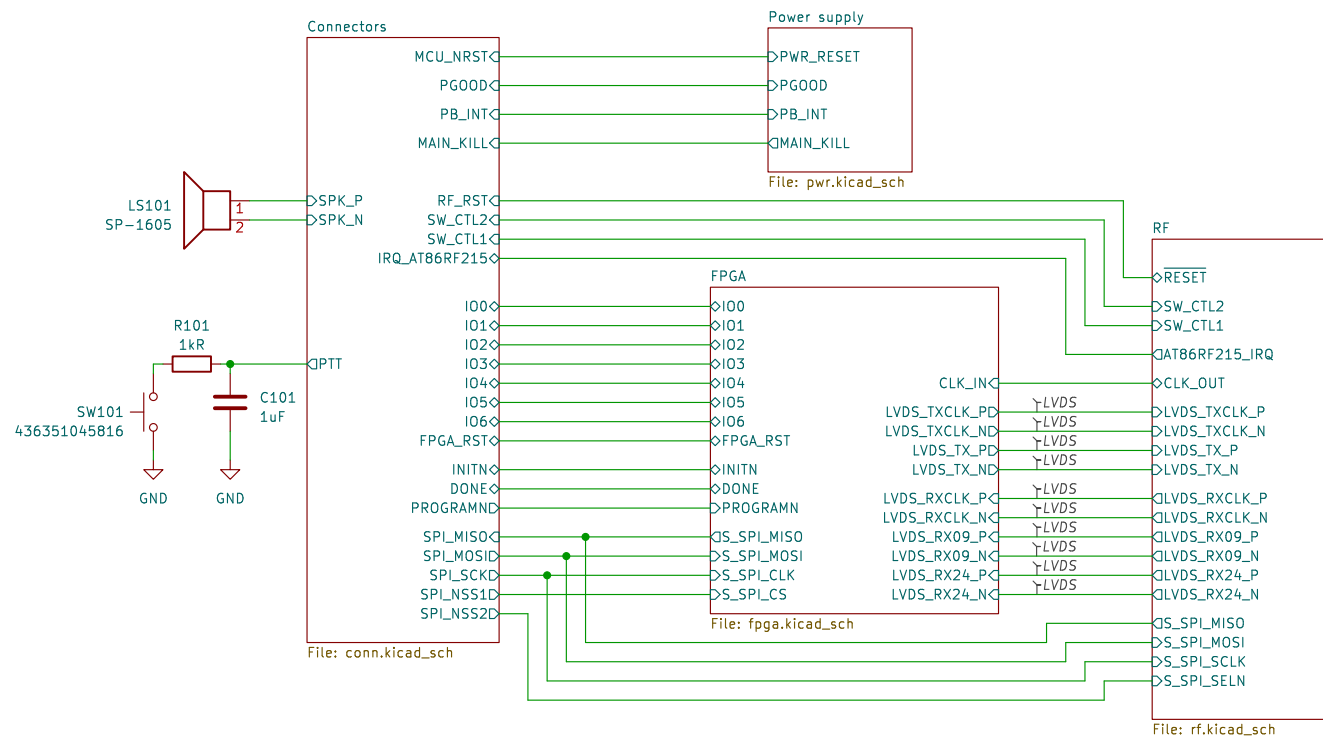 Connectors
MCU_NRST
PGOOD
PB_INT
MAIN_KILL
SPK_P
SPK_N
RF_RST
SW_CTL2
SW_CTL1
IRQ_AT86RF215
IO0
IO1
IO2
IO3
PTT
IO4
IO5
IO6
FPGA_RST
INITN
DONE
PROGRAMN
SPI_MISO
SPI_MOSI
SPI_SCK
SPI_NSS1
SPI_NSS2
File: conn.kicad_sch
LS101
SP-1605
1
2
R101
1kR
C101
1uF
SW101
436351045816
GND
GND
Power supply
PWR_RESET
PGOOD
PB_INT
MAIN_KILL
File: pwr.kicad_sch
FPGA
IO0
IO1
IO2
IO3
IO4
IO5
IO6
FPGA_RST
INITN
DONE
PROGRAMN
S_SPI_MISO
S_SPI_MOSI
S_SPI_CLK
S_SPI_CS
CLK_IN
LVDS_TXCLK_P
LVDS_TXCLK_N
LVDS_TX_P
LVDS_TX_N
LVDS_RXCLK_P
LVDS_RXCLK_N
LVDS_RX09_P
LVDS_RX09_N
LVDS_RX24_P
LVDS_RX24_N
File: fpga.kicad_sch
LVDS
LVDS
LVDS
LVDS
LVDS
LVDS
LVDS
LVDS
LVDS
LVDS
RF
RESET
SW_CTL2
SW_CTL1
AT86RF215_IRQ
CLK_OUT
LVDS_TXCLK_P
LVDS_TXCLK_N
LVDS_TX_P
LVDS_TX_N
LVDS_RXCLK_P
LVDS_RXCLK_N
LVDS_RX09_P
LVDS_RX09_N
LVDS_RX24_P
LVDS_RX24_N
S_SPI_MISO
S_SPI_MOSI
S_SPI_SCLK
S_SPI_SELN
File: rf.kicad_sch